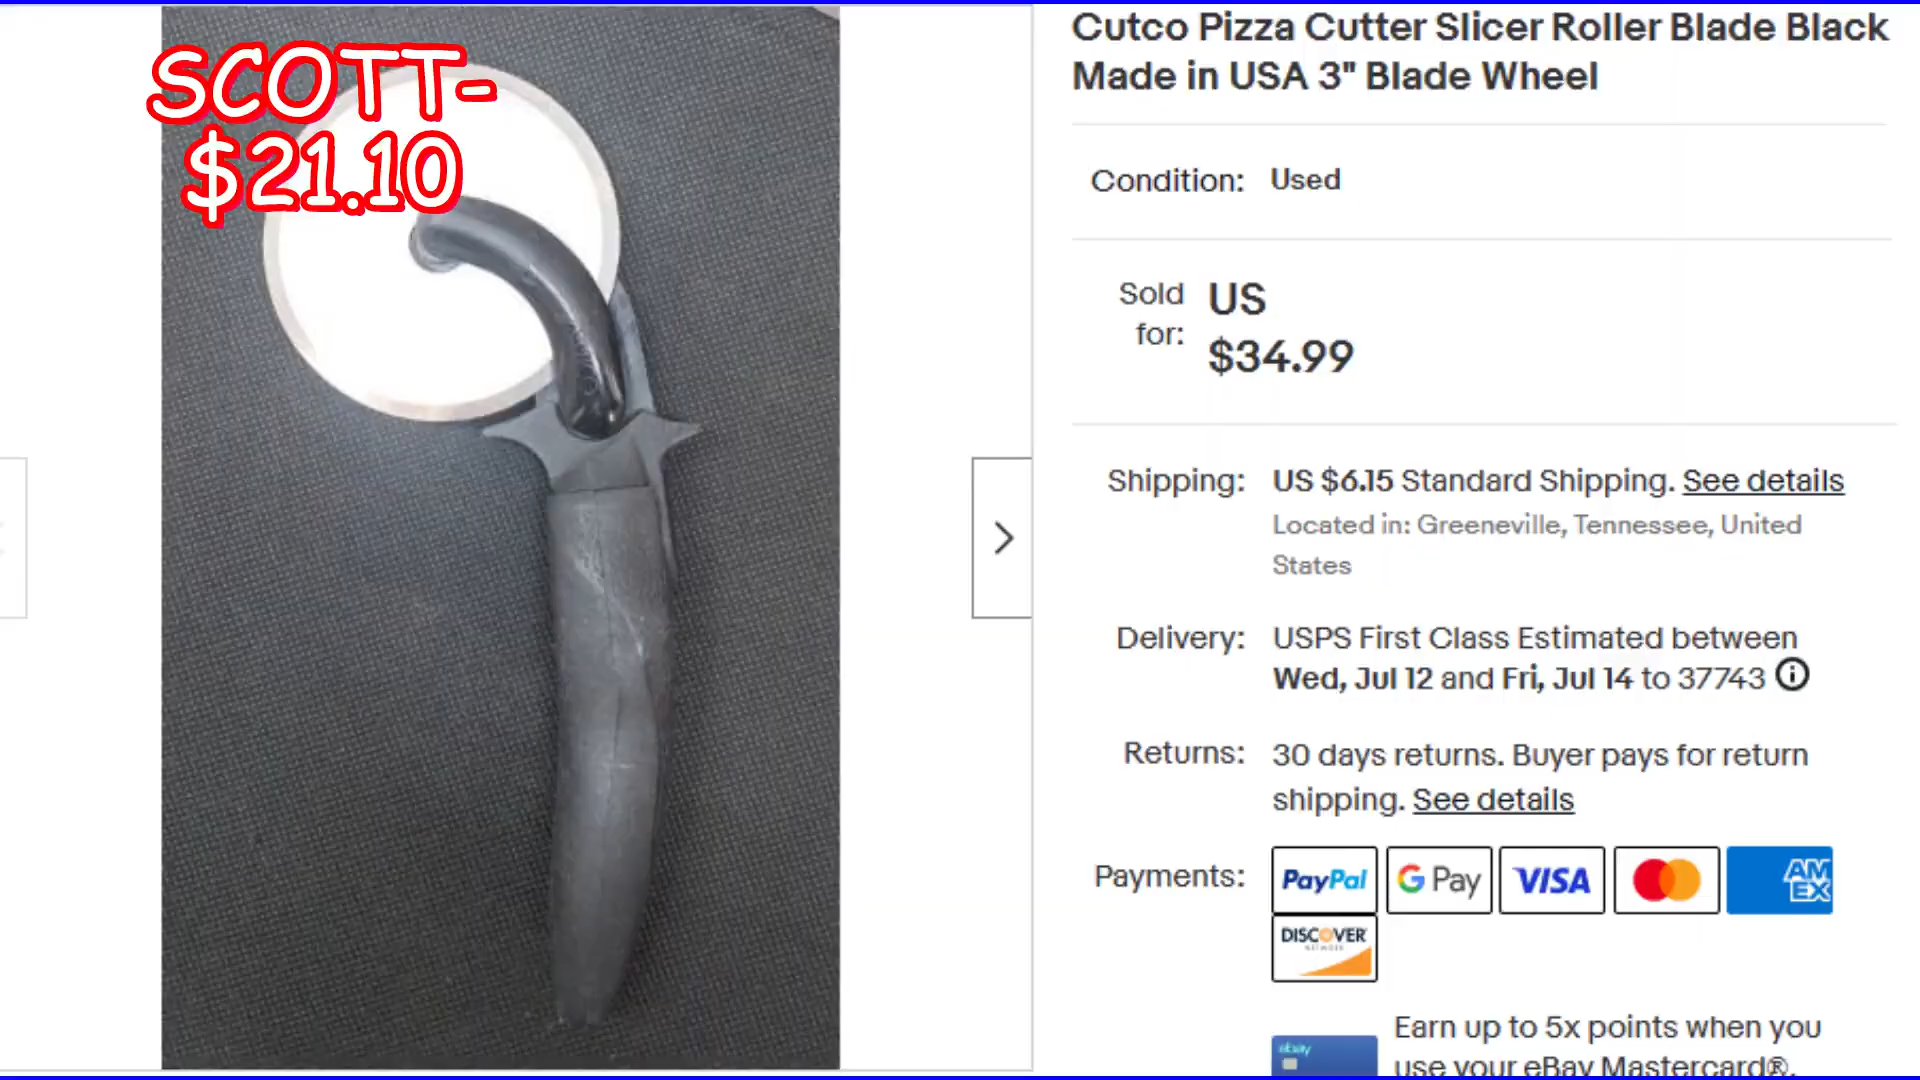 SCOTT-
$21.10
Cutco Pizza Cutter Slicer Roller Blade Black
Made in USA 3" Blade Wheel
Condition: Used
Sold for: US $34.99
Shipping: US $6.15 Standard Shipping. See details
Located in: Greeneville, Tennessee, United
States
Delivery: USPS First Class Estimated between
Wed, Jul 12 and Fri, Jul 14 to 37743
Returns: 30 days returns. Buyer pays for return
shipping. See details
Payments: PayPal G Pay VISA AM EX
DISCOVER NETWORK
Earn up to 5x points when you
ebay
use your eBay Mastercard®.